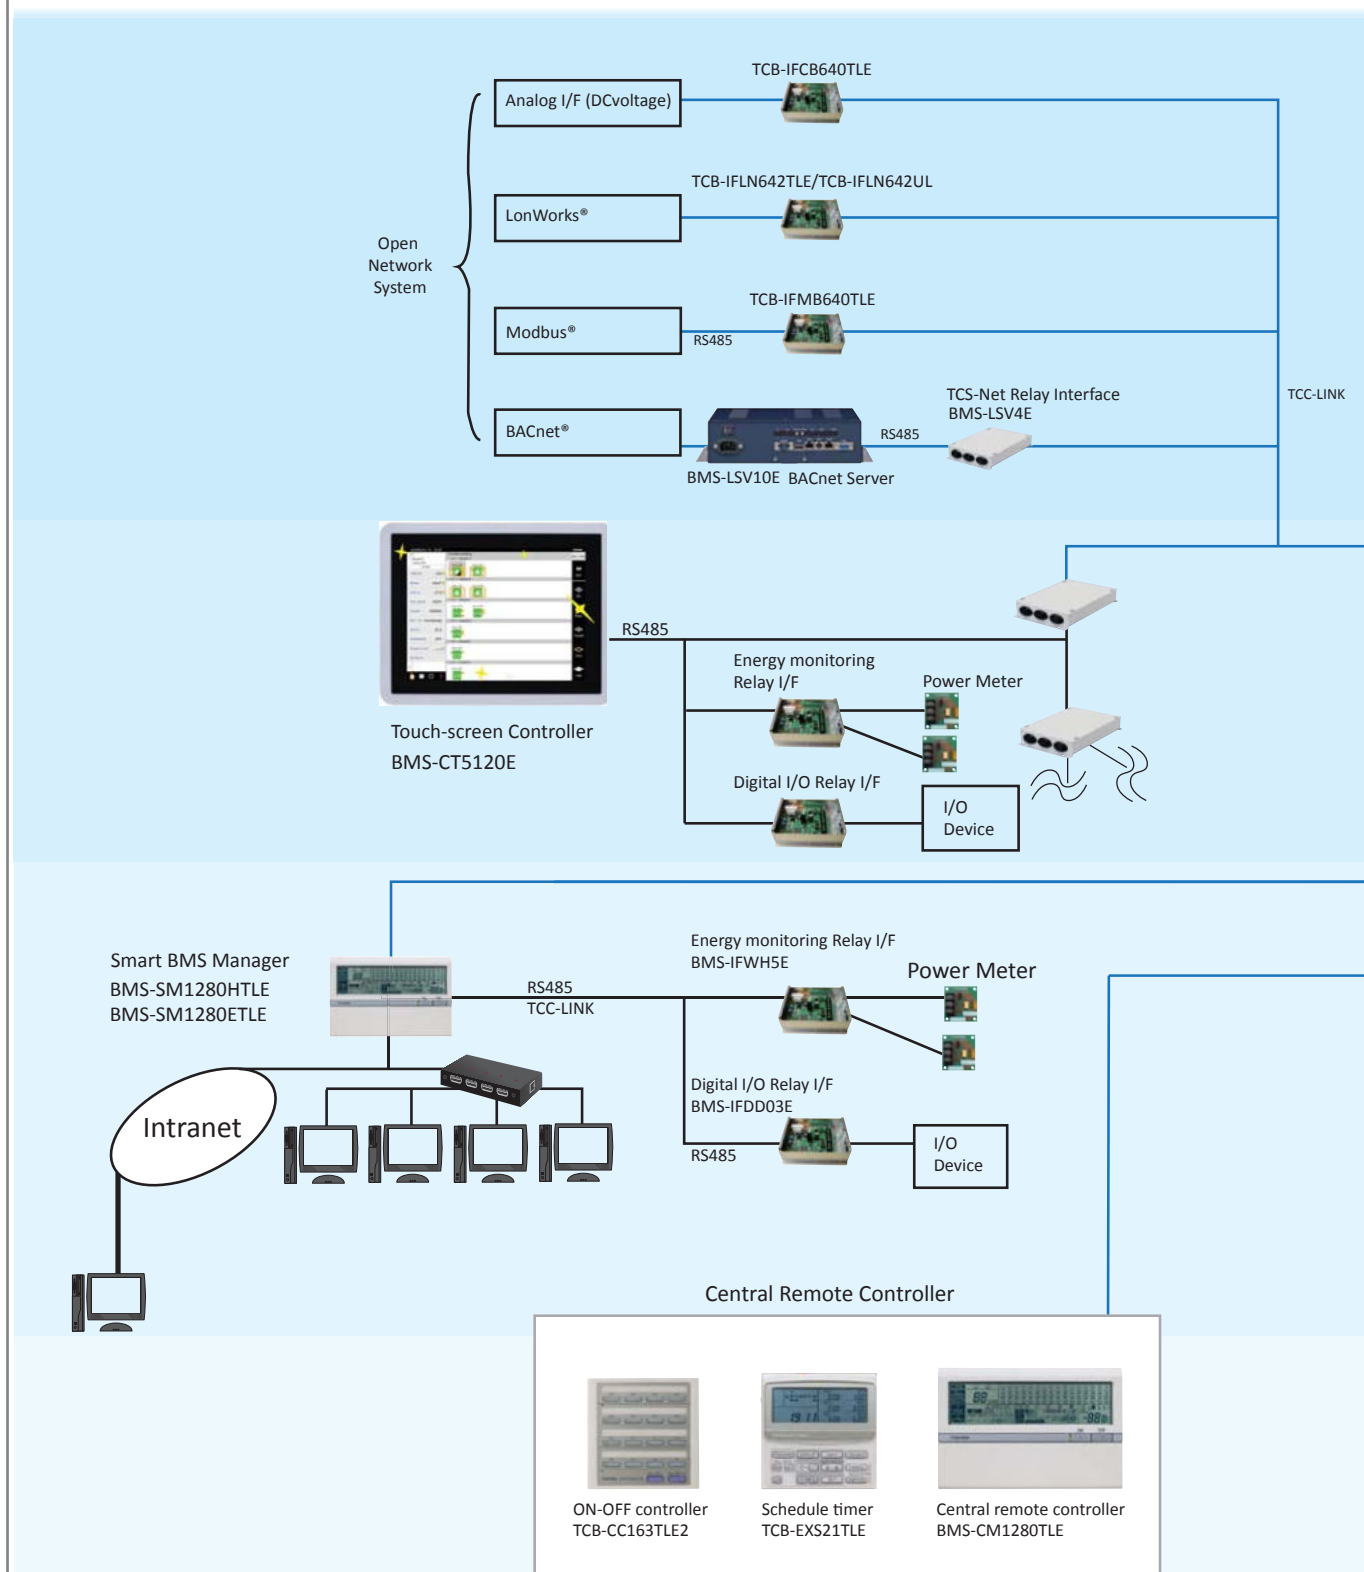 TCB-IFCB640TLE
Analog I/F (DCvoltage)
TCB-IFLN642TLE/TCB-IFLN642UL
LonWorks®
Open
Network
System
TCB-IFMB640TLE
Modbus®
RS485
TCS-Net Relay Interface
BMS-LSV4E
TCC-LINK
BACnet®
RS485
BMS-LSV10E BACnet Server
RS485
Energy monitoring
Relay I/F
Power Meter
Touch-screen Controller
BMS-CT5120E
Digital I/O Relay I/F
I/O
Device
Smart BMS Manager
BMS-SM1280HTLE
BMS-SM1280ETLE
RS485
TCC-LINK
Energy monitoring Relay I/F
BMS-IFWH5E
Power Meter
Digital I/O Relay I/F
BMS-IFDD03E
RS485
I/O
Device
Intranet
Central Remote Controller
ON-OFF controller
TCB-CC163TLE2
Schedule timer
TCB-EXS21TLE
Central remote controller
BMS-CM1280TLE